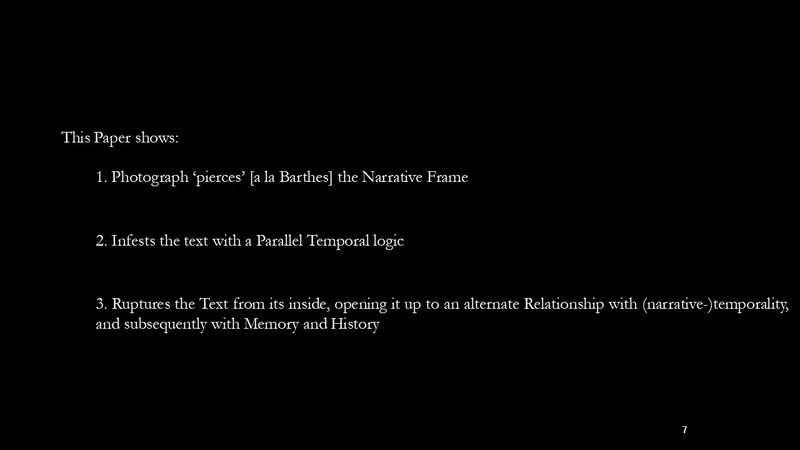 This Paper shows:
1. Photograph ‘pierces’ [a la Barthes] the Narrative Frame
2. Infests the text with a Parallel Temporal logic
3. Ruptures the Text from its inside, opening it up to an alternate Relationship with (narrative-)temporality,
and subsequently with Memory and History
7